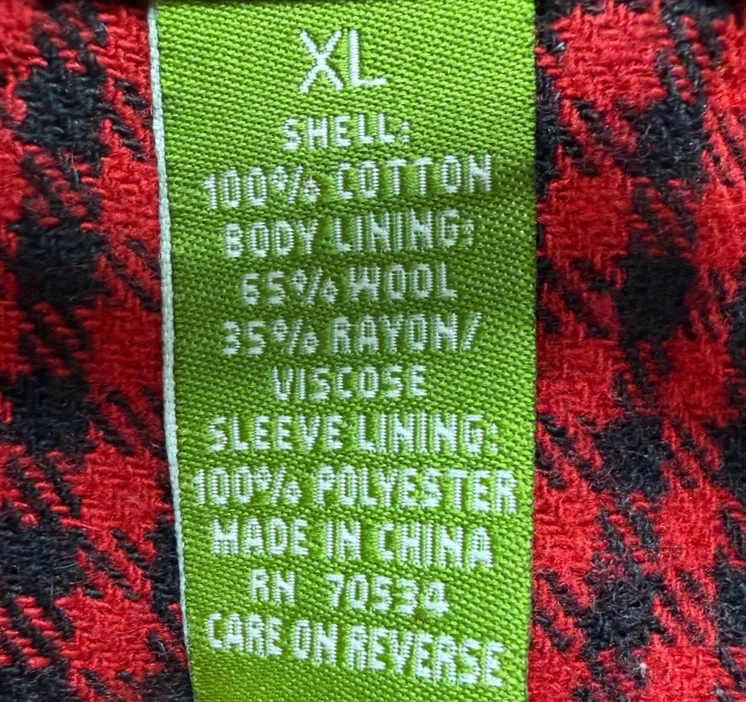 XL
SHELL:
100% COTTON
BODY LINING:
65% WOOL
35% RAYON/
VISCOSE
SLEEVE LINING:
100% POLYESTER
MADE IN CHINA
RN 70534
CARE ON REVERSE